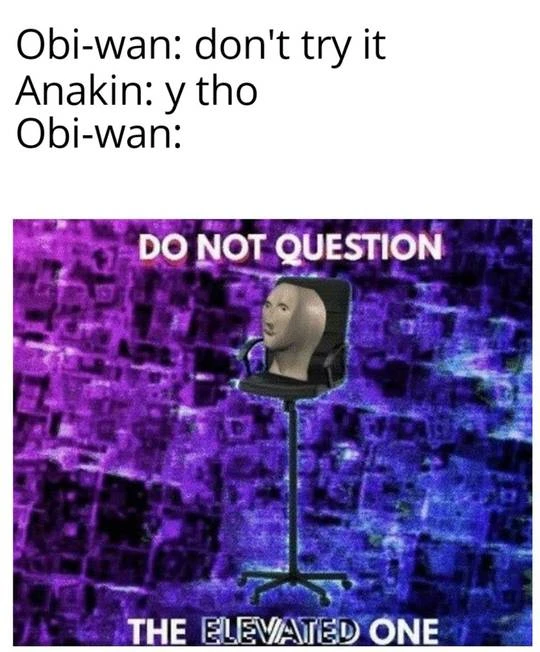 Obi-wan: don't try it
Anakin: y tho
Obi-wan:
DO NOT QUESTION
THE ELEVATED ONE